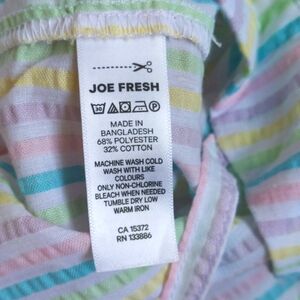 JOE FRESH
30 P
MADE IN
BANGLADESH
68% POLYESTER
32% COTTON
MACHINE WASH COLD
WASH WITH LIKE
COLOURS
ONLY NON-CHLORINE
BLEACH WHEN NEEDED
TUMBLE DRY LOW
WARM IRON
CA 15372
RN 133886